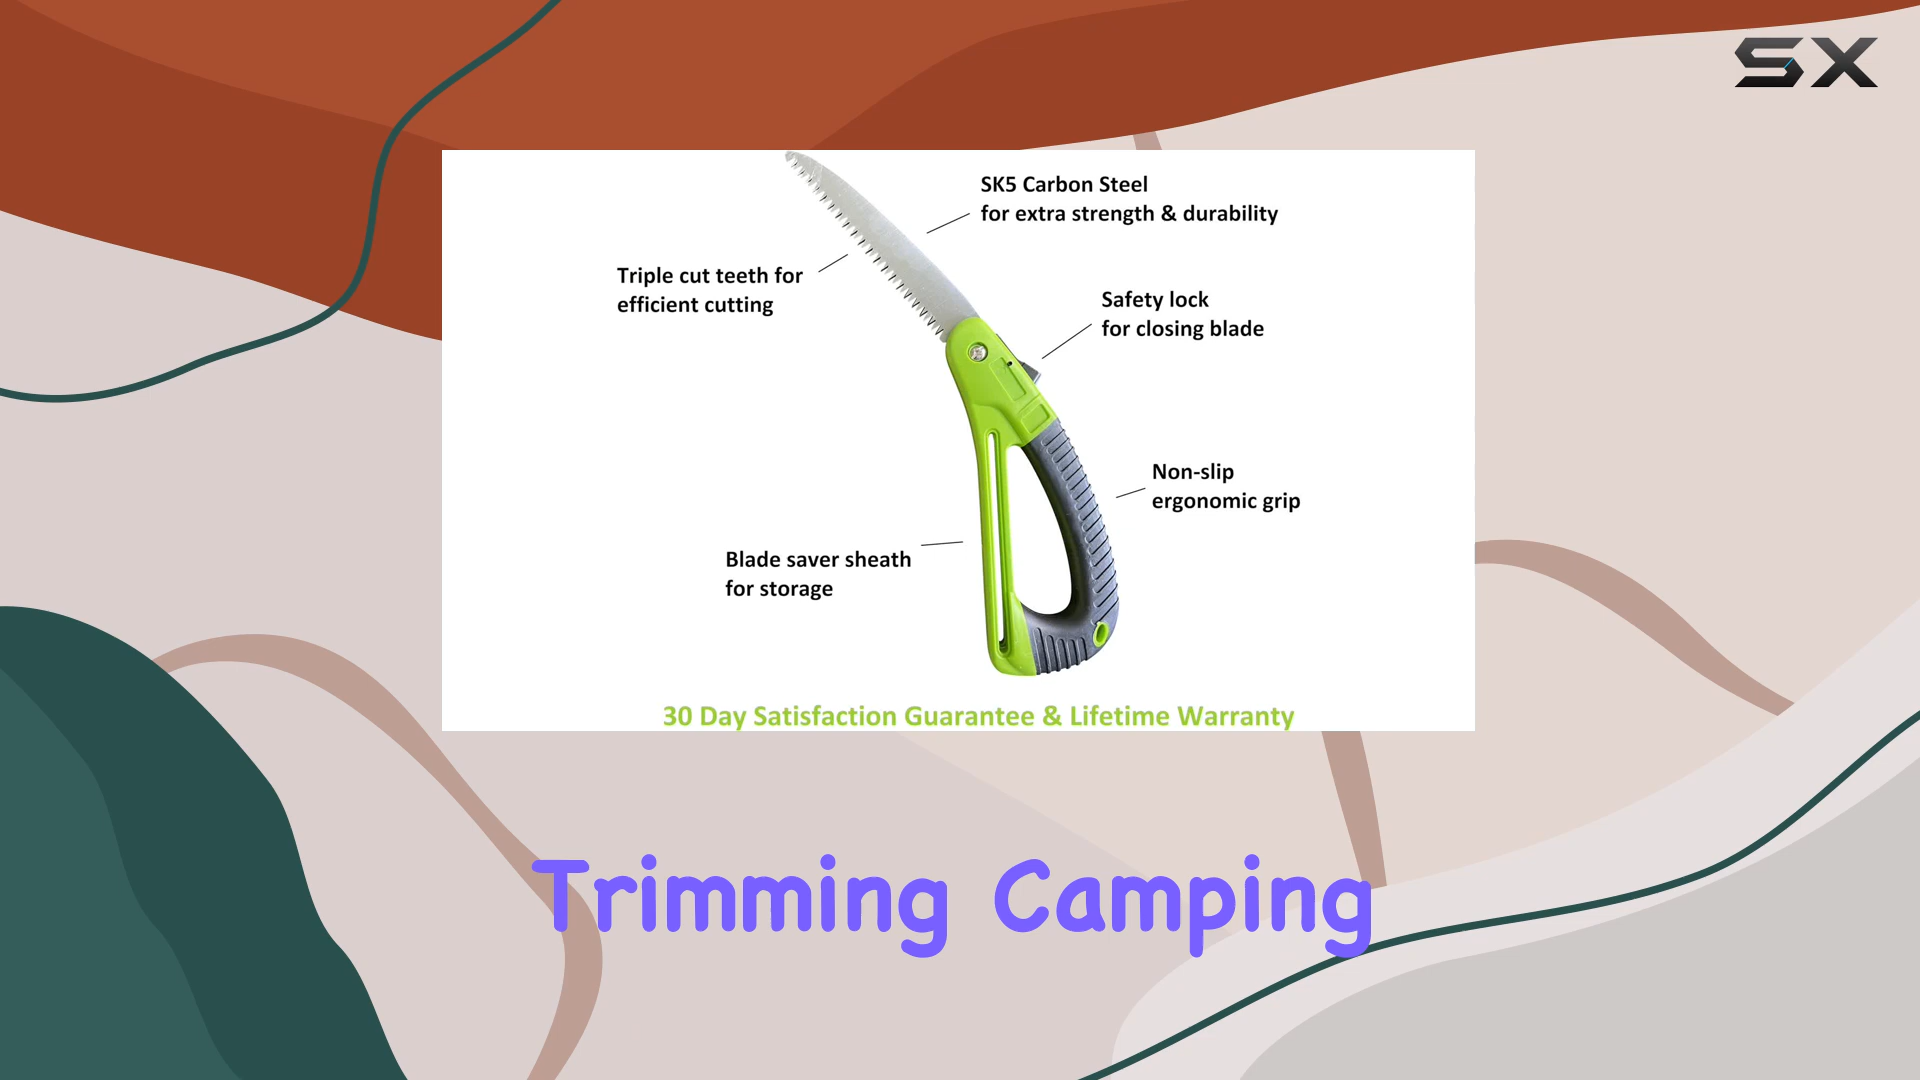 SX
SK5 Carbon Steel
for extra strength & durability
Triple cut teeth for
efficient cutting
Safety lock
for closing blade
Non-slip
ergonomic grip
Blade saver sheath
for storage
30 Day Satisfaction Guarantee & Lifetime Warranty
Trimming Camping